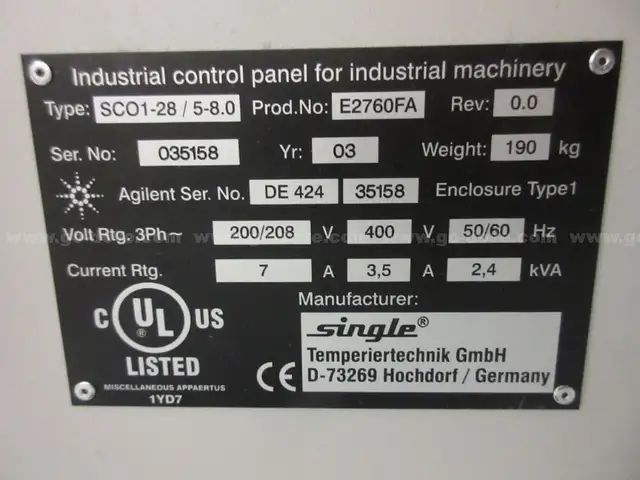 Industrial control panel for industrial machinery
Type: SCO1-28 / 5-8.0 Prod.No: E2760FA Rev: 0.0
Ser. No: 035158 Yr: 03 Weight: 190 kg
Agilent Ser. No. DE 424 35158 Enclosure Type1
Volt Rtg. 3Ph~ 200/208 V 400 V 50/60 Hz
Current Rtg. 7 A 3,5 A 2,4 kVA
Manufacturer:
C UL ® US
LISTED
MISCELLANEOUS APPAERTUS
1YD7
CE
single®
Temperiertechnik GmbH
D-73269 Hochdorf / Germany